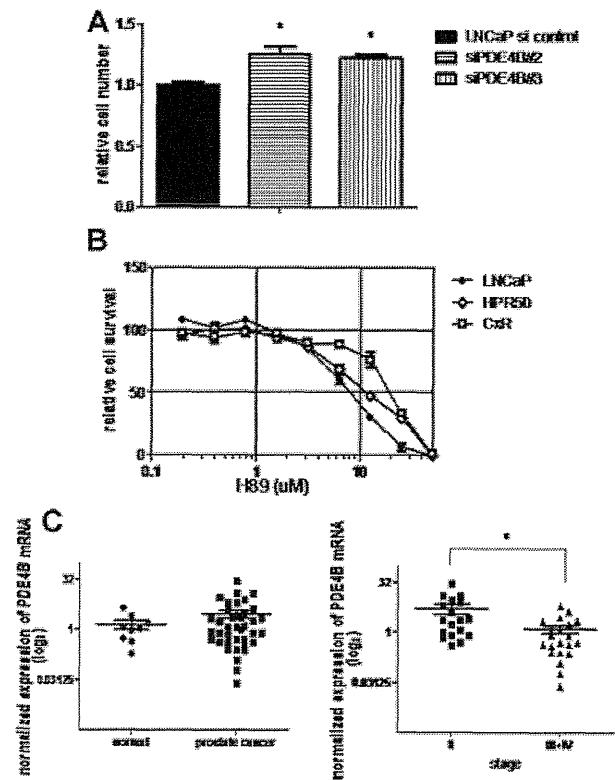 A
1.5
1.0
0.5
0.0
relative cell number
*
*
LNCaP si control
siPDE4B#2
siPDE4B#3
B
150
100
50
0
relative cell survival
0.1
1
10
H89 (uM)
LNCaP
HPR50
CxR
C
normalized expression of PDE4B mRNA
(log₂)
32
1
0.03125
normal
prostate cancer
normalized expression of PDE4B mRNA
(log₂)
*
32
1
0.03125
II
III+IV
stage